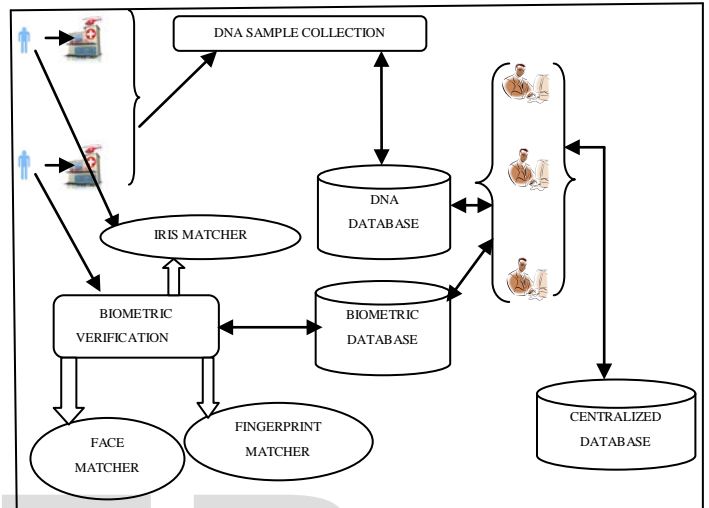 DNA SAMPLE COLLECTION
DNA
DATABASE
IRIS MATCHER
BIOMETRIC
VERIFICATION
BIOMETRIC
DATABASE
FACE
MATCHER
FINGERPRINT
MATCHER
CENTRALIZED
DATABASE